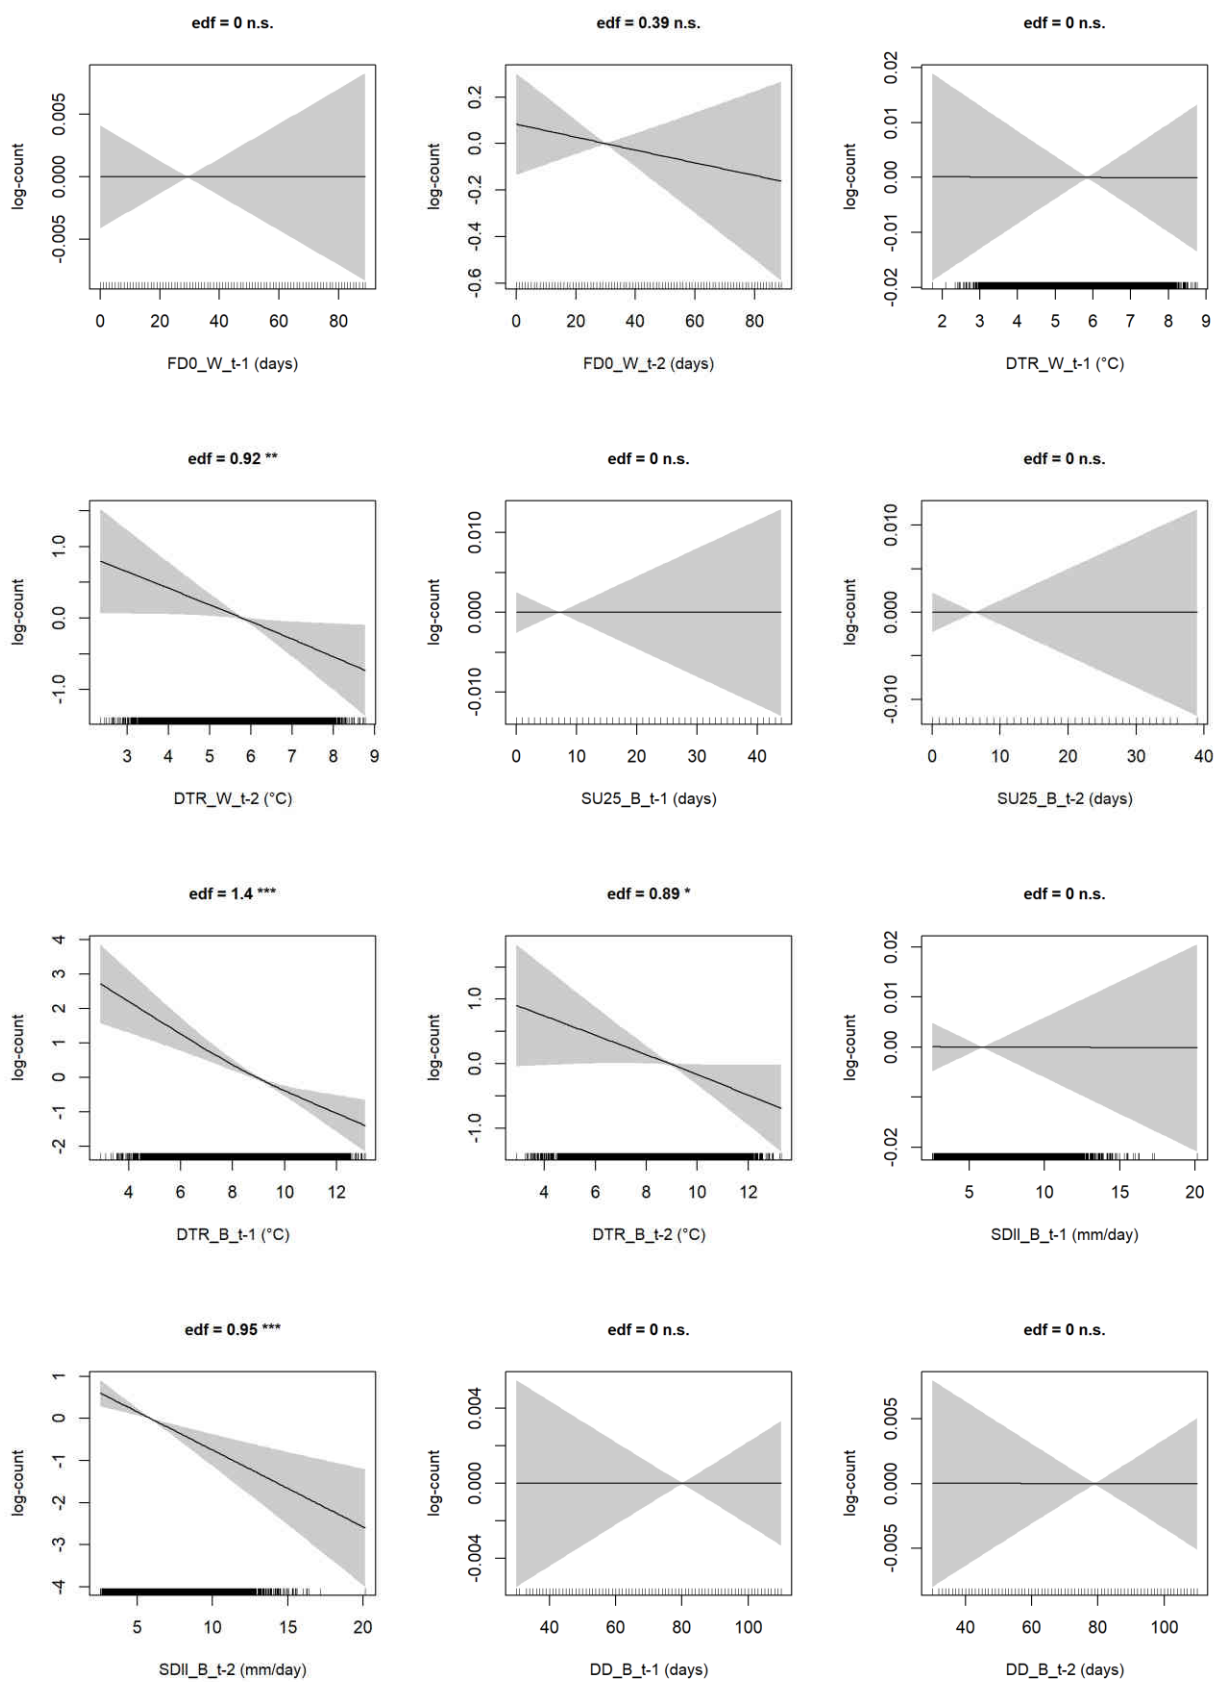 edf = 0 n.s.
edf = 0.39 n.s.
edf = 0 n.s.
log-count
0.005
0.000
-0.005
0 20 40 60 80
FD0_W_t-1 (days)
log-count
0.2
0.0
-0.2
-0.4
-0.6
0 20 40 60 80
FD0_W_t-2 (days)
log-count
0.02
0.01
0.00
-0.01
-0.02
2 3 4 5 6 7 8 9
DTR_W_t-1 (°C)
edf = 0.92 **
edf = 0 n.s.
edf = 0 n.s.
log-count
1.0
0.0
-1.0
3 4 5 6 7 8 9
DTR_W_t-2 (°C)
log-count
0.010
0.000
-0.010
0 10 20 30 40
SU25_B_t-1 (days)
log-count
0.010
0.000
-0.010
0 10 20 30 40
SU25_B_t-2 (days)
edf = 1.4 ***
edf = 0.89 *
edf = 0 n.s.
log-count
4
3
2
1
0
-1
-2
4 6 8 10 12
DTR_B_t-1 (°C)
log-count
1.0
0.0
-1.0
4 6 8 10 12
DTR_B_t-2 (°C)
log-count
0.02
0.01
0.00
-0.02
5 10 15 20
SDII_B_t-1 (mm/day)
edf = 0.95 ***
edf = 0 n.s.
edf = 0 n.s.
log-count
1
0
-1
-2
-3
-4
5 10 15 20
SDII_B_t-2 (mm/day)
log-count
0.004
0.000
-0.004
40 60 80 100
DD_B_t-1 (days)
log-count
0.005
0.000
-0.005
40 60 80 100
DD_B_t-2 (days)